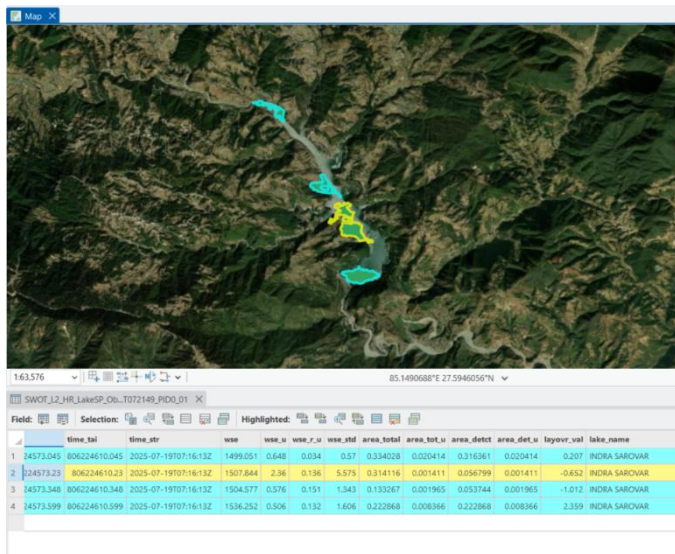 Map
1:63,576
85.1490688°E 27.5946056°N
SWOT_L2_HR_LakeSP_Ob...T072149_PID0_01
Field: Selection: Highlighted:
time_tai time_str wse wse_u wse_r_u wse_std area_total area_tot_u area_detct area_det_u layovr_val lake_name
1 24573.045 806224610.045 2025-07-19T07:16:13Z 1499.051 0.648 0.034 0.57 0.334028 0.020414 0.316361 0.020414 0.207 INDRA SAROVAR
2 224573.23 806224610.23 2025-07-19T07:16:13Z 1507.844 2.36 0.136 5.575 0.314116 0.001411 0.056799 0.001411 -0.652 INDRA SAROVAR
3 24573.348 806224610.348 2025-07-19T07:16:13Z 1504.577 0.576 0.151 1.343 0.133267 0.001965 0.053744 0.001965 -1.012 INDRA SAROVAR
4 24573.599 806224610.599 2025-07-19T07:16:13Z 1536.252 0.506 0.132 1.606 0.222868 0.008366 0.222868 0.008366 2.359 INDRA SAROVAR